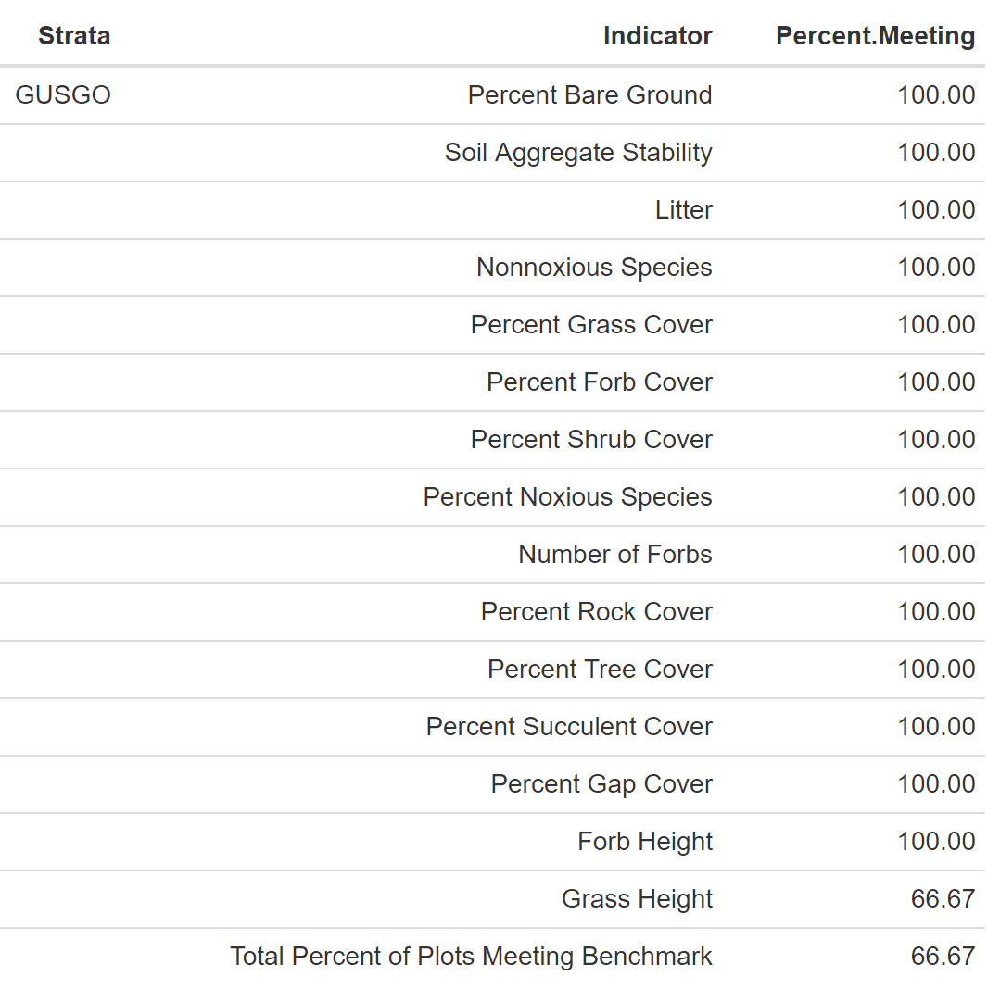 Strata Indicator Percent.Meeting
GUSGO Percent Bare Ground 100.00
Soil Aggregate Stability 100.00
Litter 100.00
Nonnoxious Species 100.00
Percent Grass Cover 100.00
Percent Forb Cover 100.00
Percent Shrub Cover 100.00
Percent Noxious Species 100.00
Number of Forbs 100.00
Percent Rock Cover 100.00
Percent Tree Cover 100.00
Percent Succulent Cover 100.00
Percent Gap Cover 100.00
Forb Height 100.00
Grass Height 66.67
Total Percent of Plots Meeting Benchmark 66.67